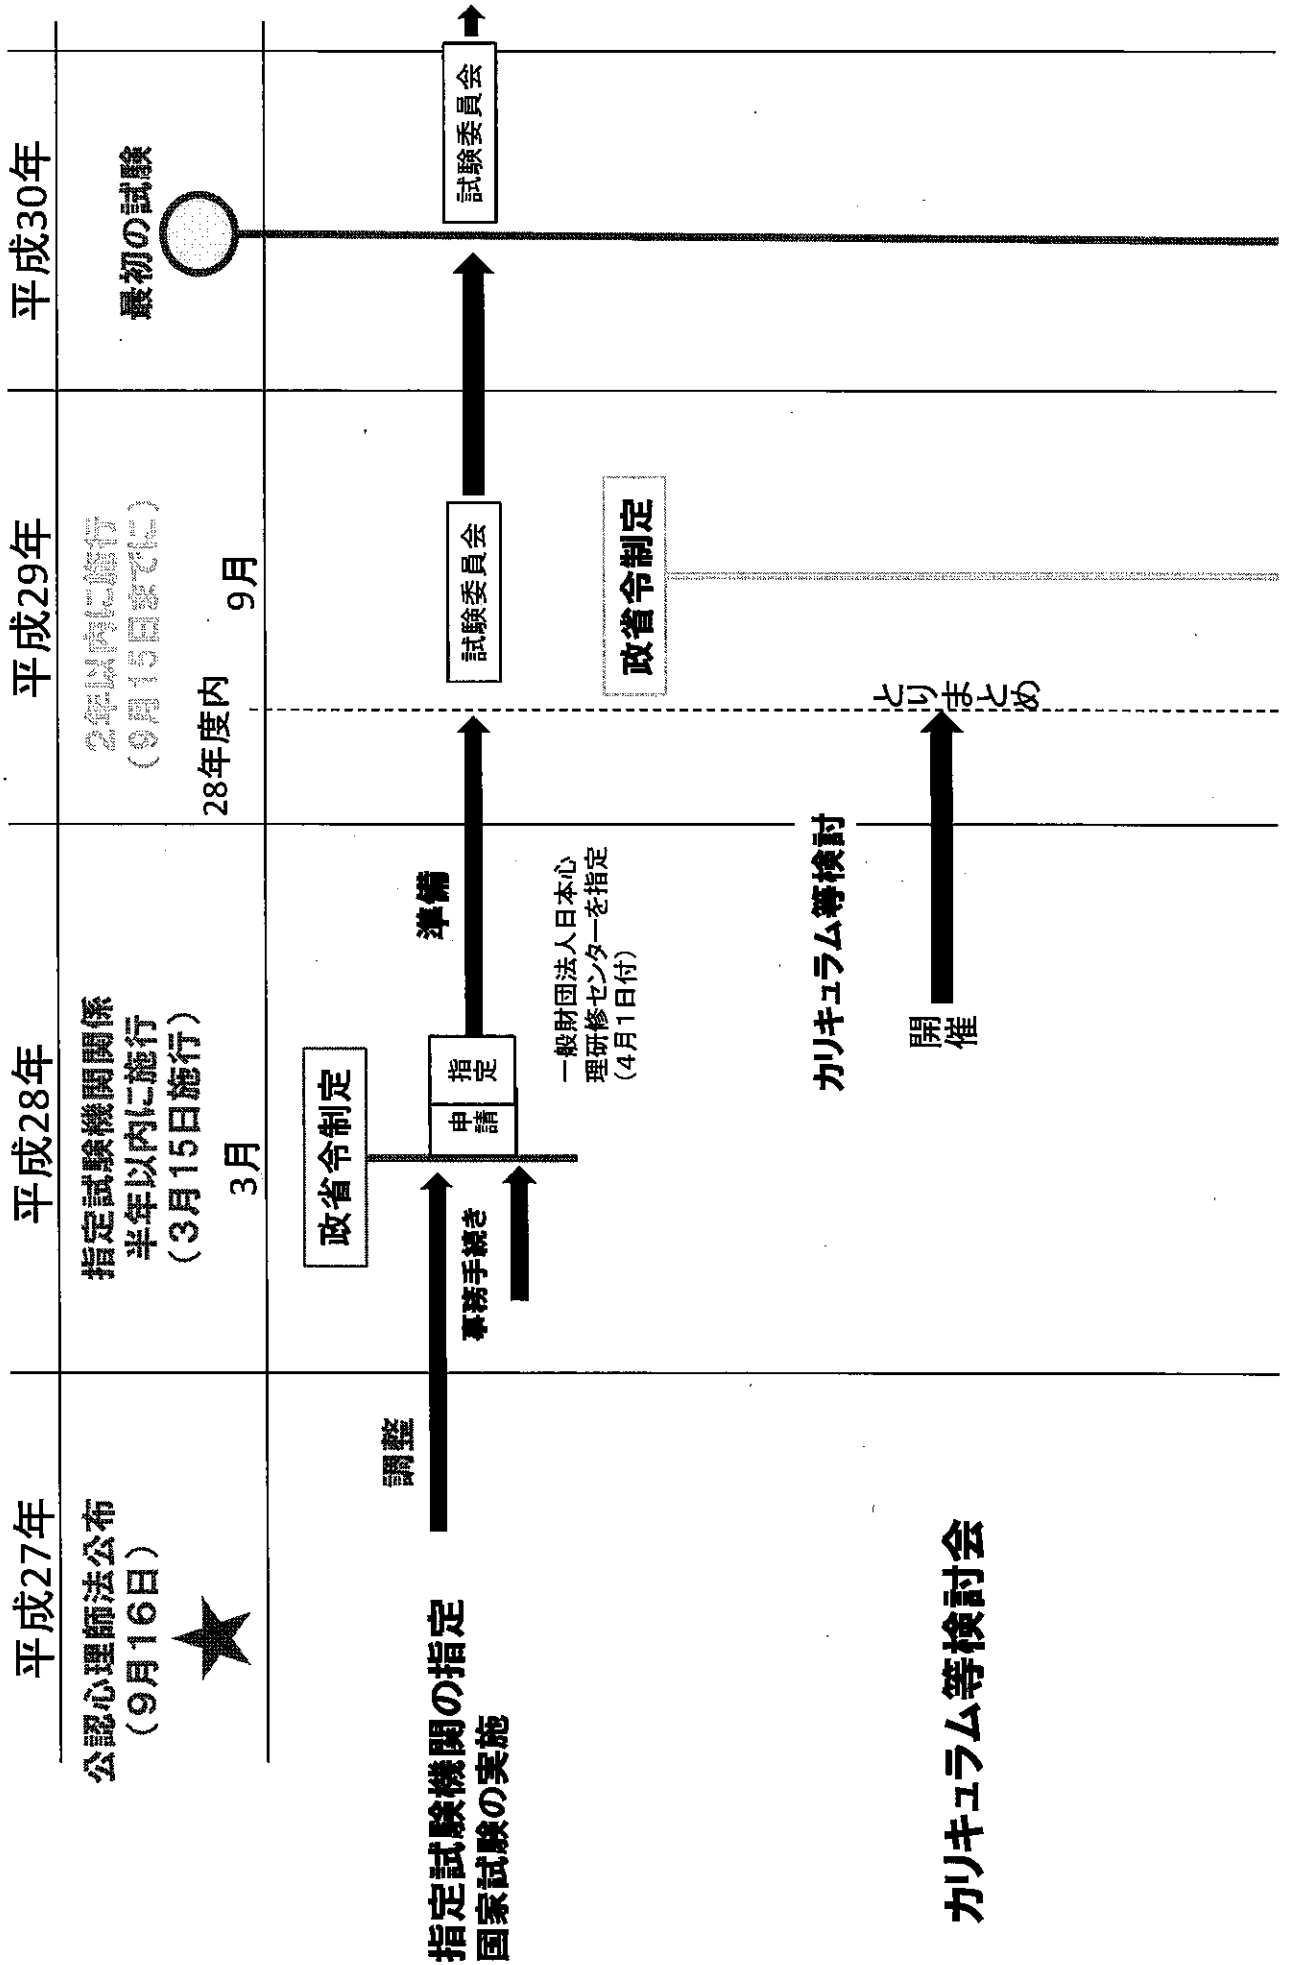 平成27年
平成28年
平成29年
平成30年
公認心理師法公布
（9月16日）
指定試験機関関係
半年以内に施行
（3月15日施行）
3月
2年以内に施行
（9月15日までに）
28年度内
9月
最初の試験
指定試験機関の指定
国家試験の実施
調整
事務手続き
政省令制定
申請
指定
準備
一般財団法人日本心
理研修センターを指定
（4月1日付）
試験委員会
試験委員会
政省令制定
カリキュラム等検討会
カリキュラム等検討
開催
とりまとめ